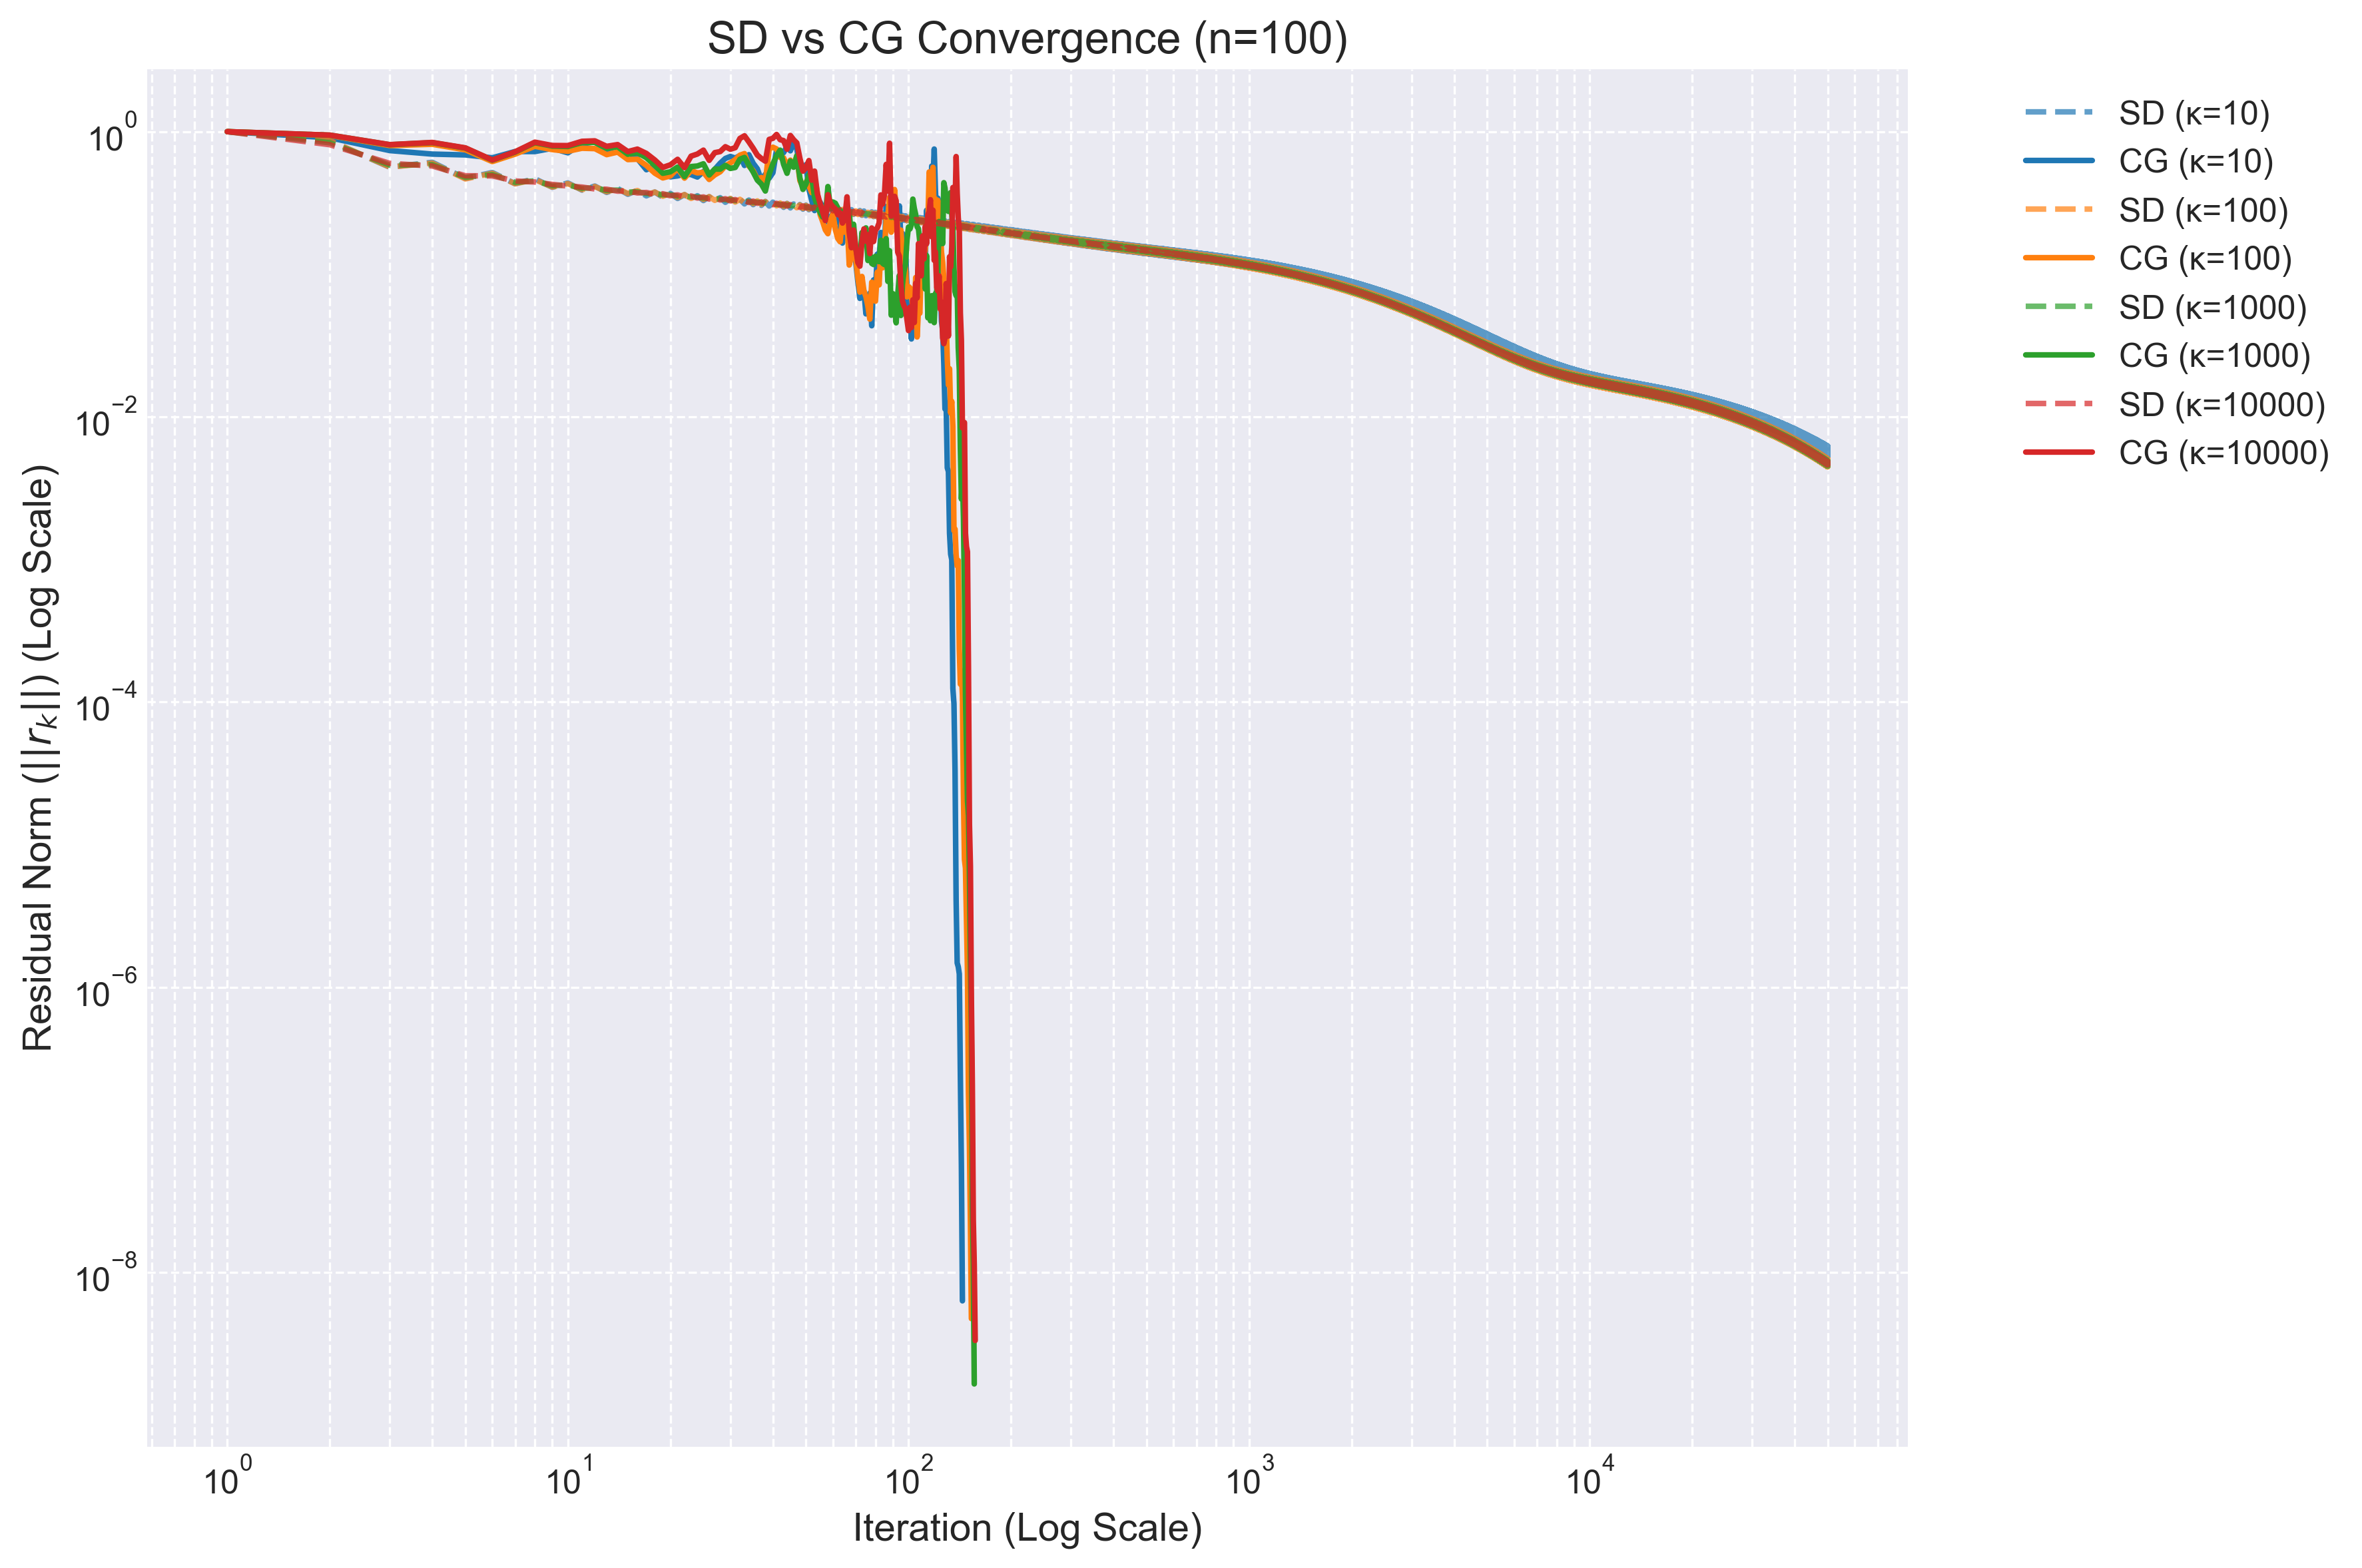 SD vs CG Convergence (n=100)
Residual Norm (||r_k||) (Log Scale)
10^0
10^−2
10^−4
10^−6
10^−8
10^0 10^1 10^2 10^3 10^4
Iteration (Log Scale)
SD (κ=10)
CG (κ=10)
SD (κ=100)
CG (κ=100)
SD (κ=1000)
CG (κ=1000)
SD (κ=10000)
CG (κ=10000)